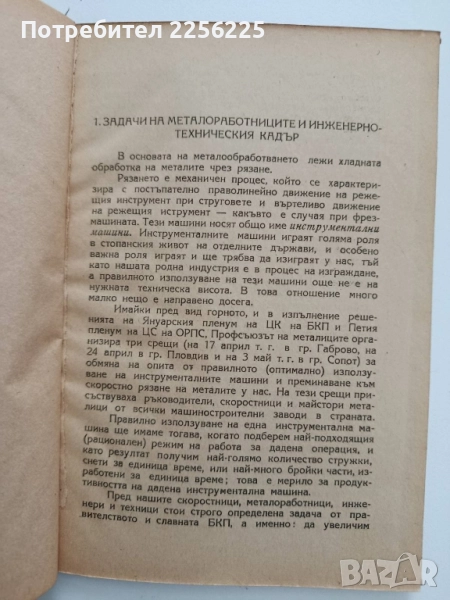 Потребител 2256225
1. ЗАДАЧИ НА МЕТАЛОРАБОТНИЦИТЕ И ИНЖЕНЕРНО-
ТЕХНИЧЕСКИЯ КАДЪР
В основата на металообработването лежи хладната
обработка на металите чрез рязане.
Рязането е механичен процес, който се характери-
зира с постъпателно праволинейно движение на реже-
щия инструмент при струговете и въртеливо движение
на режещия иструмент — какъвто е случая при фрез-
машината. Тези машини носят общо име инструментални
машини. Инструменталните машини играят голяма роля
в стопанския живот на отделните държави, и особено
важна роля играят и ще трябва да изиграят у нас, тъй
като нашата родна индустрия е в процес на изграждане,
а правилното използуване на тези машини още не е на
нужната техническа висота. В това отношение много
малко нещо е направено досега.
Имайки пред вид горното, и в изпълнение реше-
нията на Януарския пленум на ЦК на БКП и Петия
пленум на ЦС на ОРПС, Профсъюзът на металиците орга-
низира три срещи (на 17 април т. г. в гр. Габрово, на
24 април в гр. Пловдив и на 3 май т. г. в гр. София) за
обмяна на опита от правилното (оптимално) използу-
ване на инструменталните машини и преминаване към
скоростно рязане на металите у нас. На тези срещи при-
съствуваха ръководители, скоростници и майстори мета-
лици от всички машиностроителни заводи в страната.
Правилно използуване на една инструментална ма-
шина ще имаме тогава, когато подберем най-подходящия
(рационален) режим на работа за дадена операция, и
като резултат получим най-голямо количество стружки,
изснети за единица време, или най-много бройки части, из-
работени за единица време; това е мерило за продук-
тивността на дадена инструментална машина.
Пред нашите скоростници, металоработници, инже-
нери и техници стои строго определена задача от пра-
вителството и славната БКП, а именно: да увеличим
BAZAR